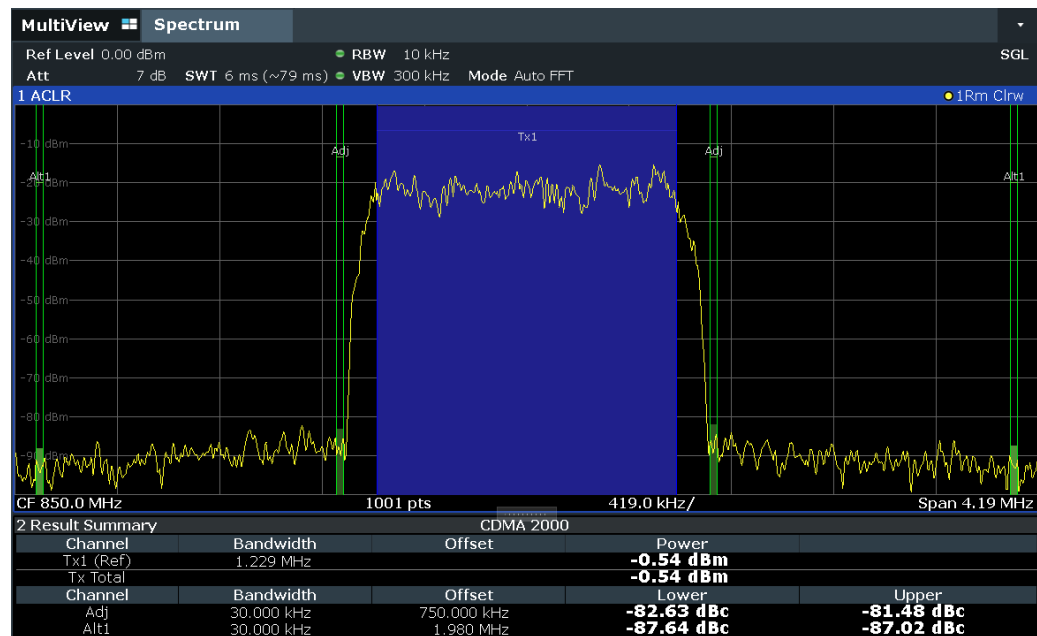 MultiView Spectrum
Ref Level 0.00 dBm RBW 10 kHz SGL
Att 7 dB SWT 6 ms (~79 ms) VBW 300 kHz Mode Auto FFT
1 ACLR 1Rm Clrw
Tx1
-10 dBm
Adj Adj
Alt1 Alt1
-20 dBm
-30 dBm
-40 dBm
-50 dBm
-60 dBm
-70 dBm
-80 dBm
-90 dBm
CF 850.0 MHz 1001 pts 419.0 kHz/ Span 4.19 MHz
2 Result Summary CDMA 2000
Channel Bandwidth Offset Power
Tx1 (Ref) 1.229 MHz -0.54 dBm
Tx Total -0.54 dBm
Channel Bandwidth Offset Lower Upper
Adj 30.000 kHz 750.000 kHz -82.63 dBc -81.48 dBc
Alt1 30.000 kHz 1.980 MHz -87.64 dBc -87.02 dBc